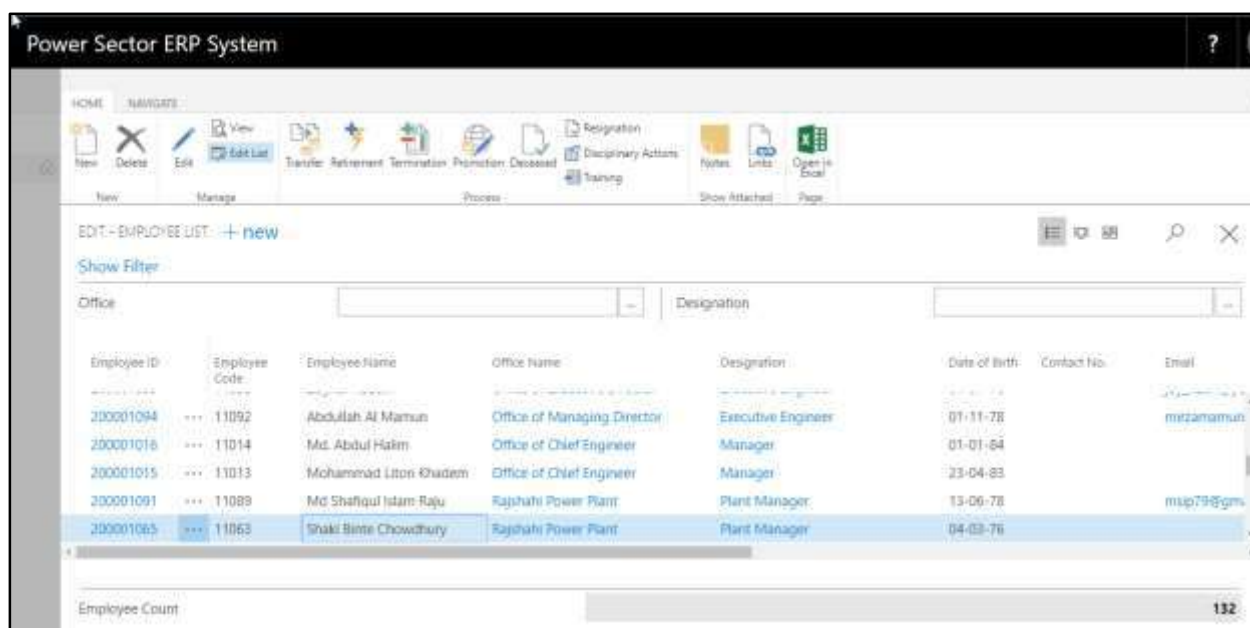 Power Sector ERP System ?
HOME NAVIGATE
View
Edit List
New Delete Edit Transfer Retirement Termination Promotion Deceased
Resignation
Disciplinary Actions
Training
Notes Links Open in Excel
New Manage Process Show Attached Page
EDIT - EMPLOYEE LIST + new
Show Filter
Office ... Designation ...
Employee ID Employee Code Employee Name Office Name Designation Date of Birth Contact No. Email
200001094 ... 11092 Abdullah Al Mamun Office of Managing Director Executive Engineer 01-11-78 mirzamamun
200001016 ... 11014 Md. Abdul Halim Office of Chief Engineer Manager 01-01-84
200001015 ... 11013 Mohammad Liton Khadem Office of Chief Engineer Manager 23-04-83
200001091 ... 11089 Md Shafiqul Islam Raju Rajshahi Power Plant Plant Manager 13-06-78
200001065 ... 11063 Shaki Binte Chowdhury Rajshahi Power Plant Plant Manager 04-03-76
Employee Count 132